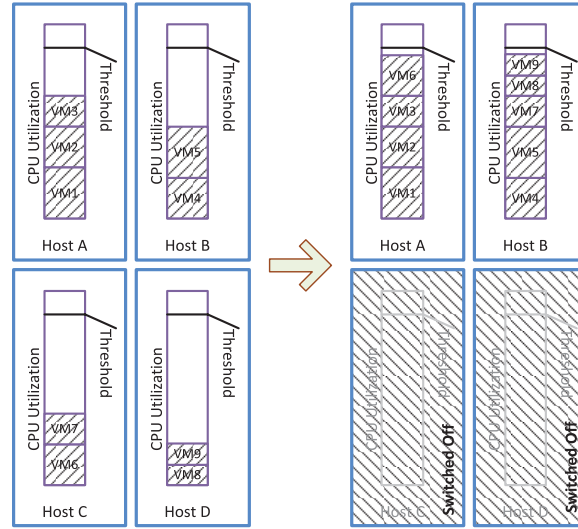 CPU Utilization
Threshold
VM3
VM2
VM1
Host A
CPU Utilization
Threshold
VM5
VM4
Host B
CPU Utilization
Threshold
VM6
VM3
VM2
VM1
Host A
CPU Utilization
Threshold
VM9
VM8
VM7
VM5
VM4
Host B
CPU Utilization
Threshold
VM7
VM6
Host C
CPU Utilization
Threshold
VM9
VM8
Host D
CPU Utilization
Threshold
Switched Off
Host C
CPU Utilization
Threshold
Switched Off
Host D